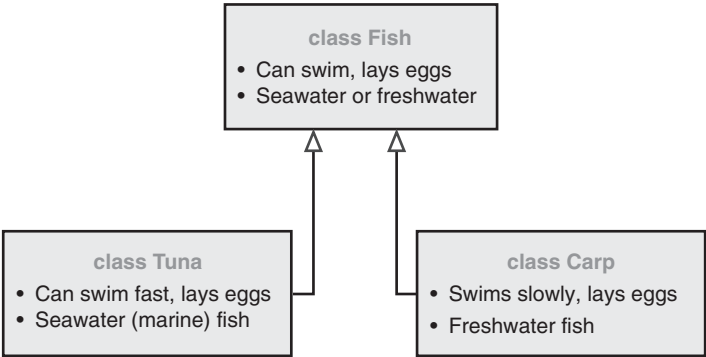 class Fish
• Can swim, lays eggs
• Seawater or freshwater
class Tuna
• Can swim fast, lays eggs
• Seawater (marine) fish
class Carp
• Swims slowly, lays eggs
• Freshwater fish